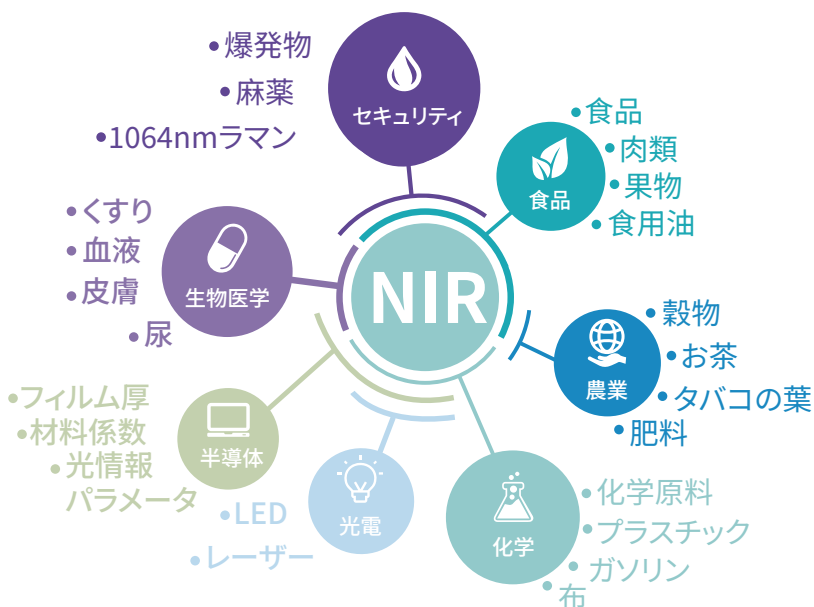 • 爆発物
• 麻薬
•1064nmラマン
セキュリティ
• 食品
• 肉類
• 果物
• 食用油
食品
• くすり
• 血液
• 皮膚
• 尿
生物医学
NIR
• 穀物
• お茶
• タバコの葉
• 肥料
農業
•フィルム厚
•材料係数
• 光情報
パラメータ
半導体
•LED
•レーザー
光電
• 化学原料
•プラスチック
• ガソリン
• 布
化学